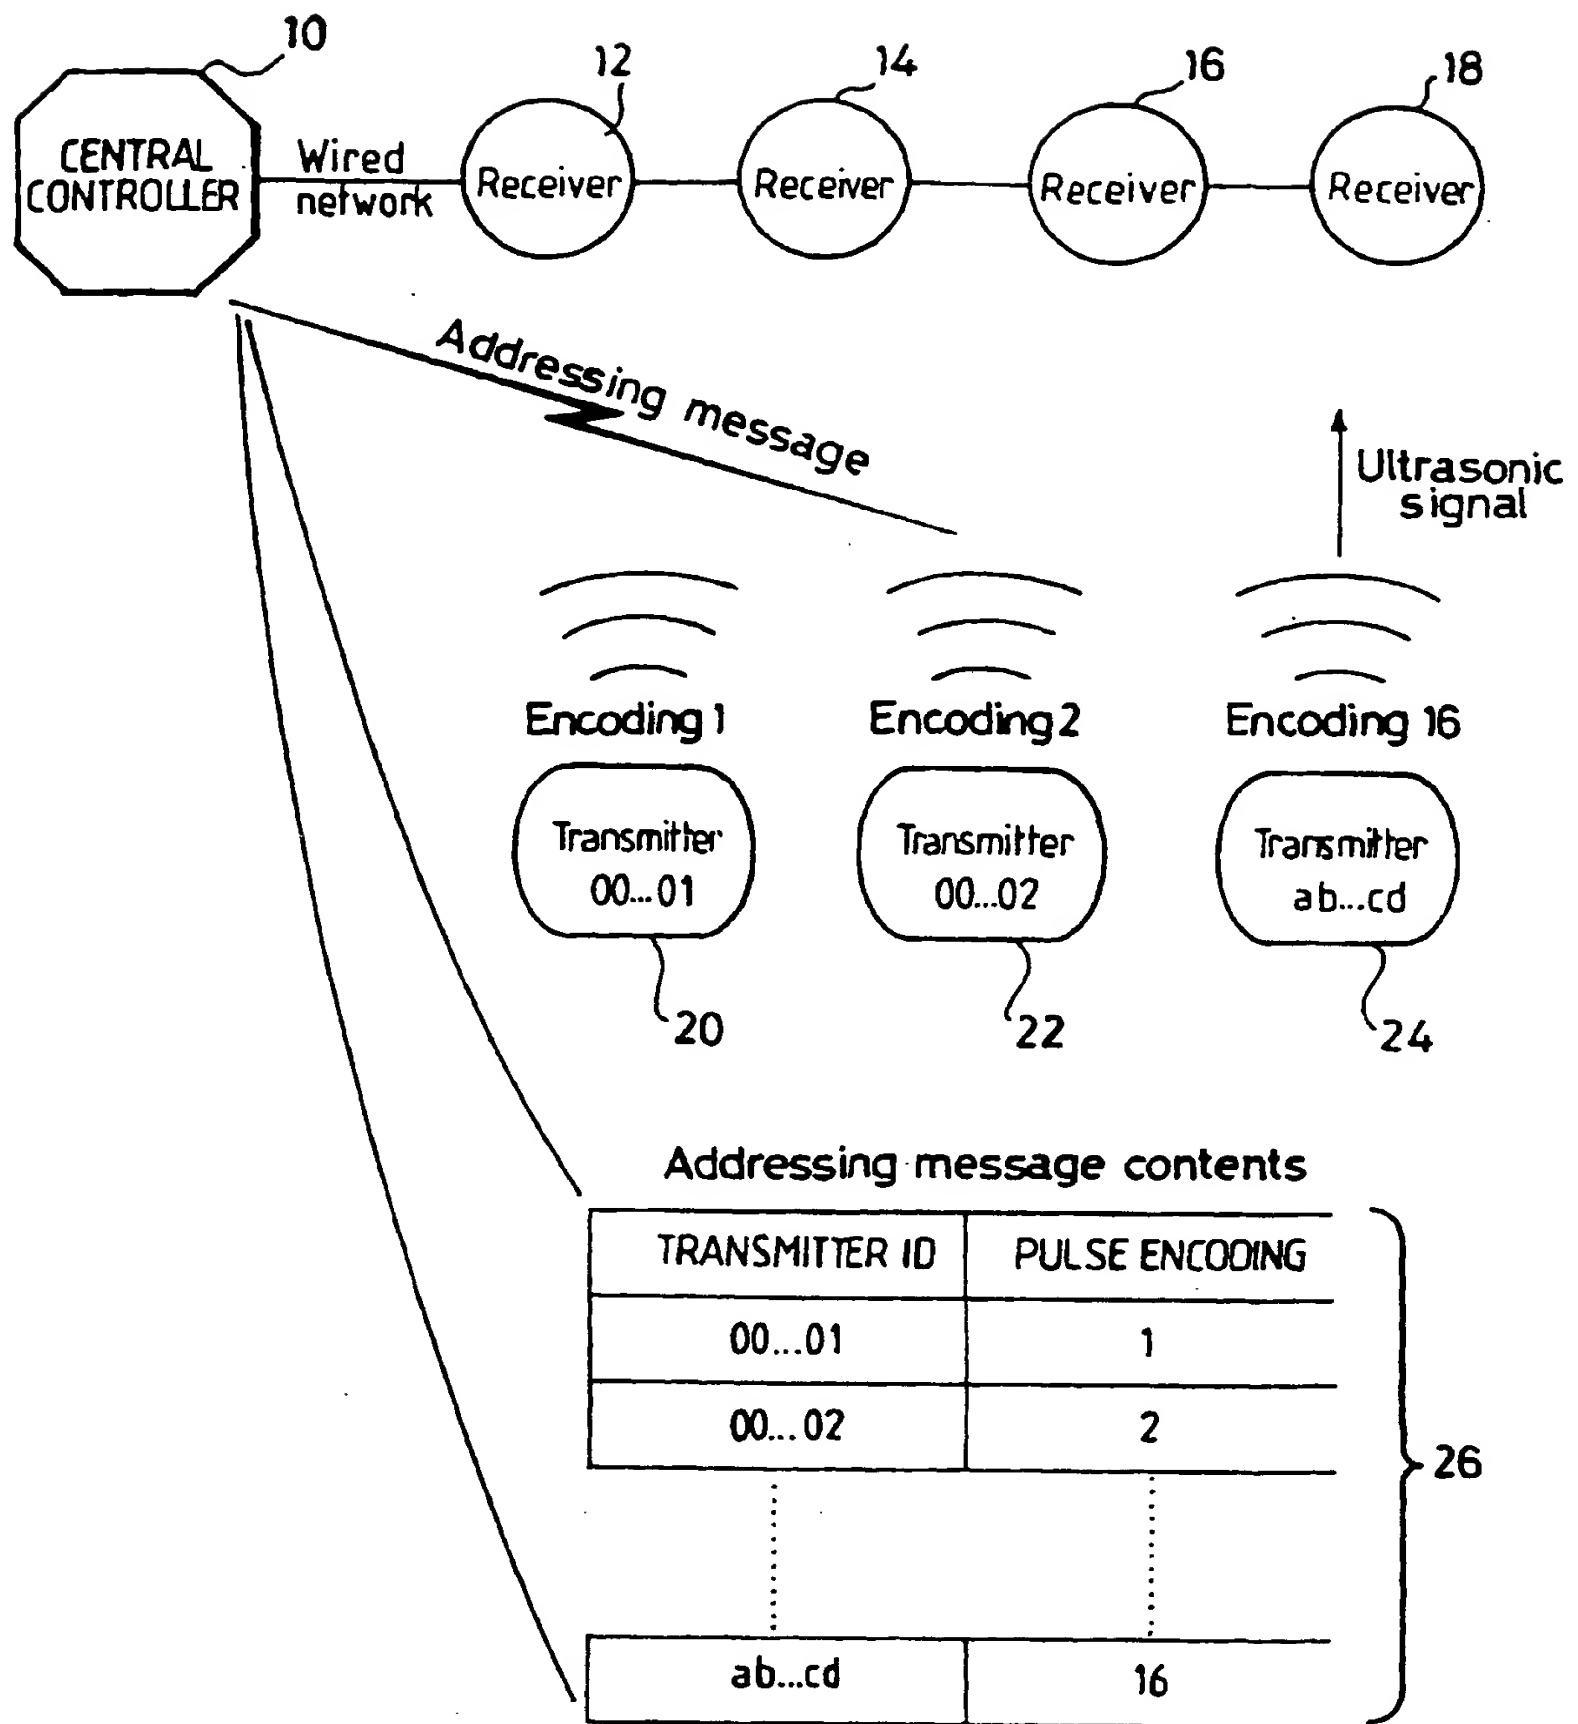 10
12
14
16
18
CENTRAL
CONTROLLER
Wired
network
Receiver
Receiver
Receiver
Receiver
Addressing message
Ultrasonic
signal
Encoding 1
Encoding 2
Encoding 16
Transmitter
00...01
Transmitter
00...02
Transmitter
ab...cd
20
22
24
Addressing message contents
TRANSMITTER ID PULSE ENCODING
00...01 1
00...02 2
26
ab...cd 16